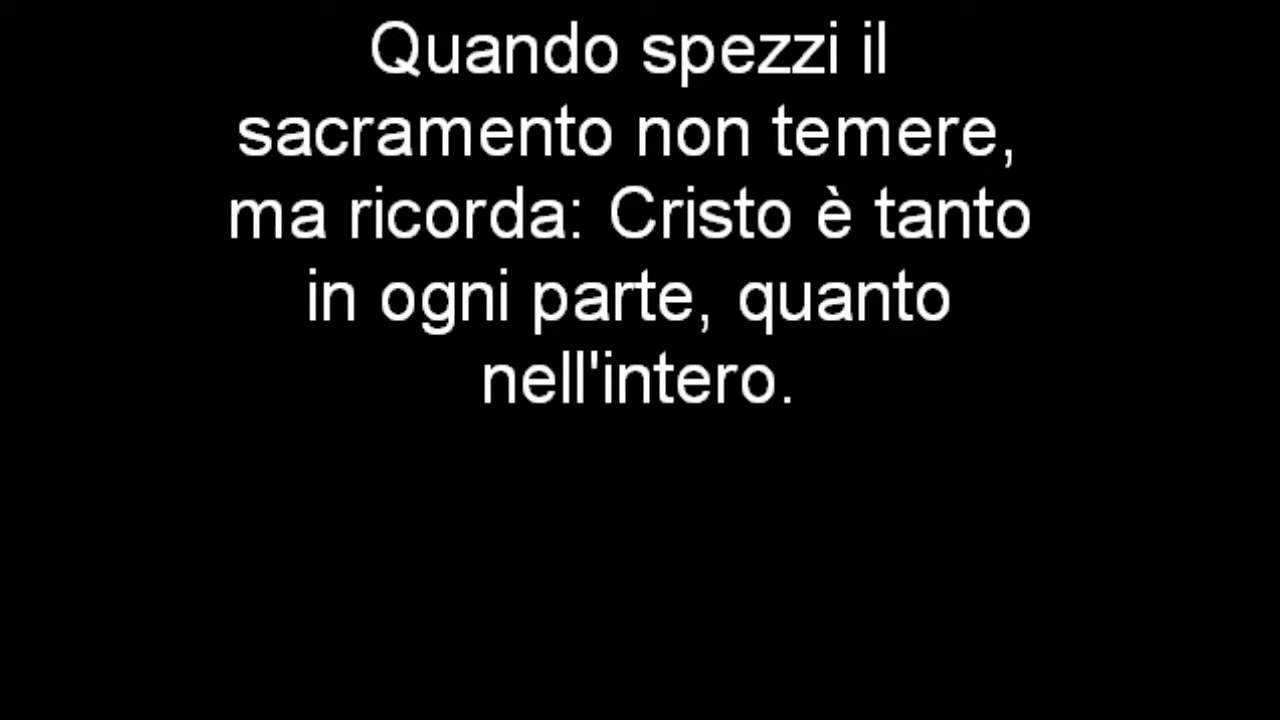 Quando spezzi il
sacramento non temere,
ma ricorda: Cristo è tanto
in ogni parte, quanto
nell'intero.